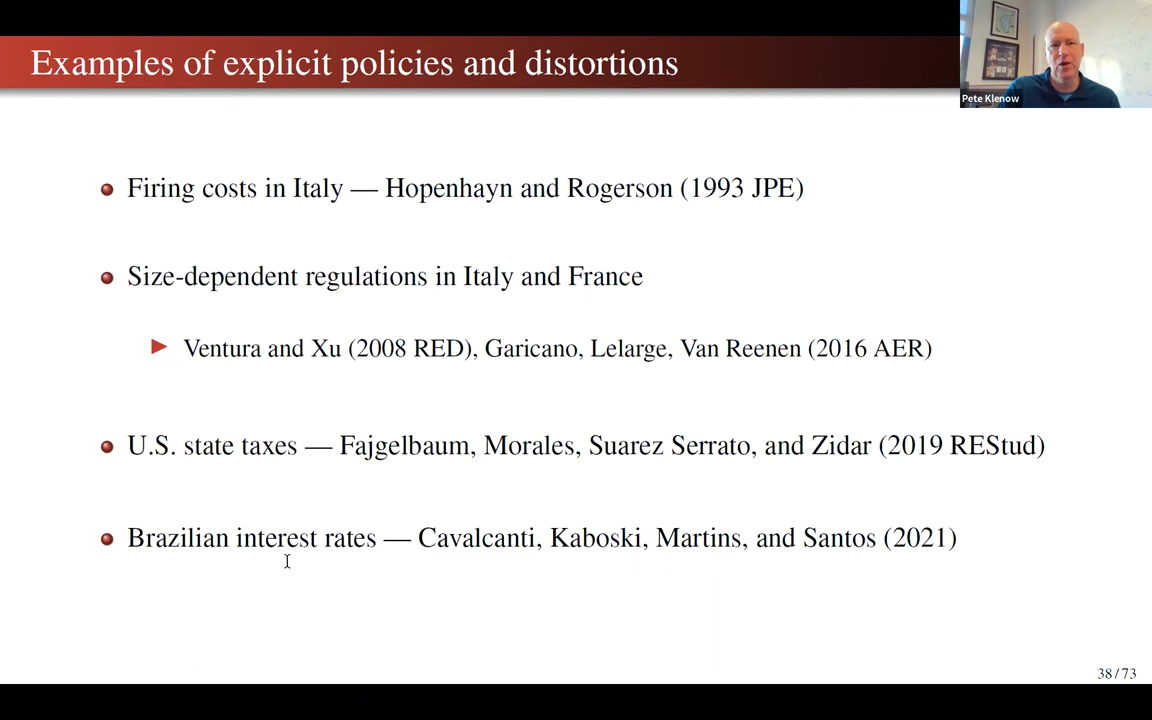 Examples of explicit policies and distortions
Pete Klenow
Firing costs in Italy — Hopenhayn and Rogerson (1993 JPE)
Size-dependent regulations in Italy and France
Ventura and Xu (2008 RED), Garicano, Lelarge, Van Reenen (2016 AER)
U.S. state taxes — Fajgelbaum, Morales, Suarez Serrato, and Zidar (2019 REStud)
Brazilian interest rates — Cavalcanti, Kaboski, Martins, and Santos (2021)
38 / 73